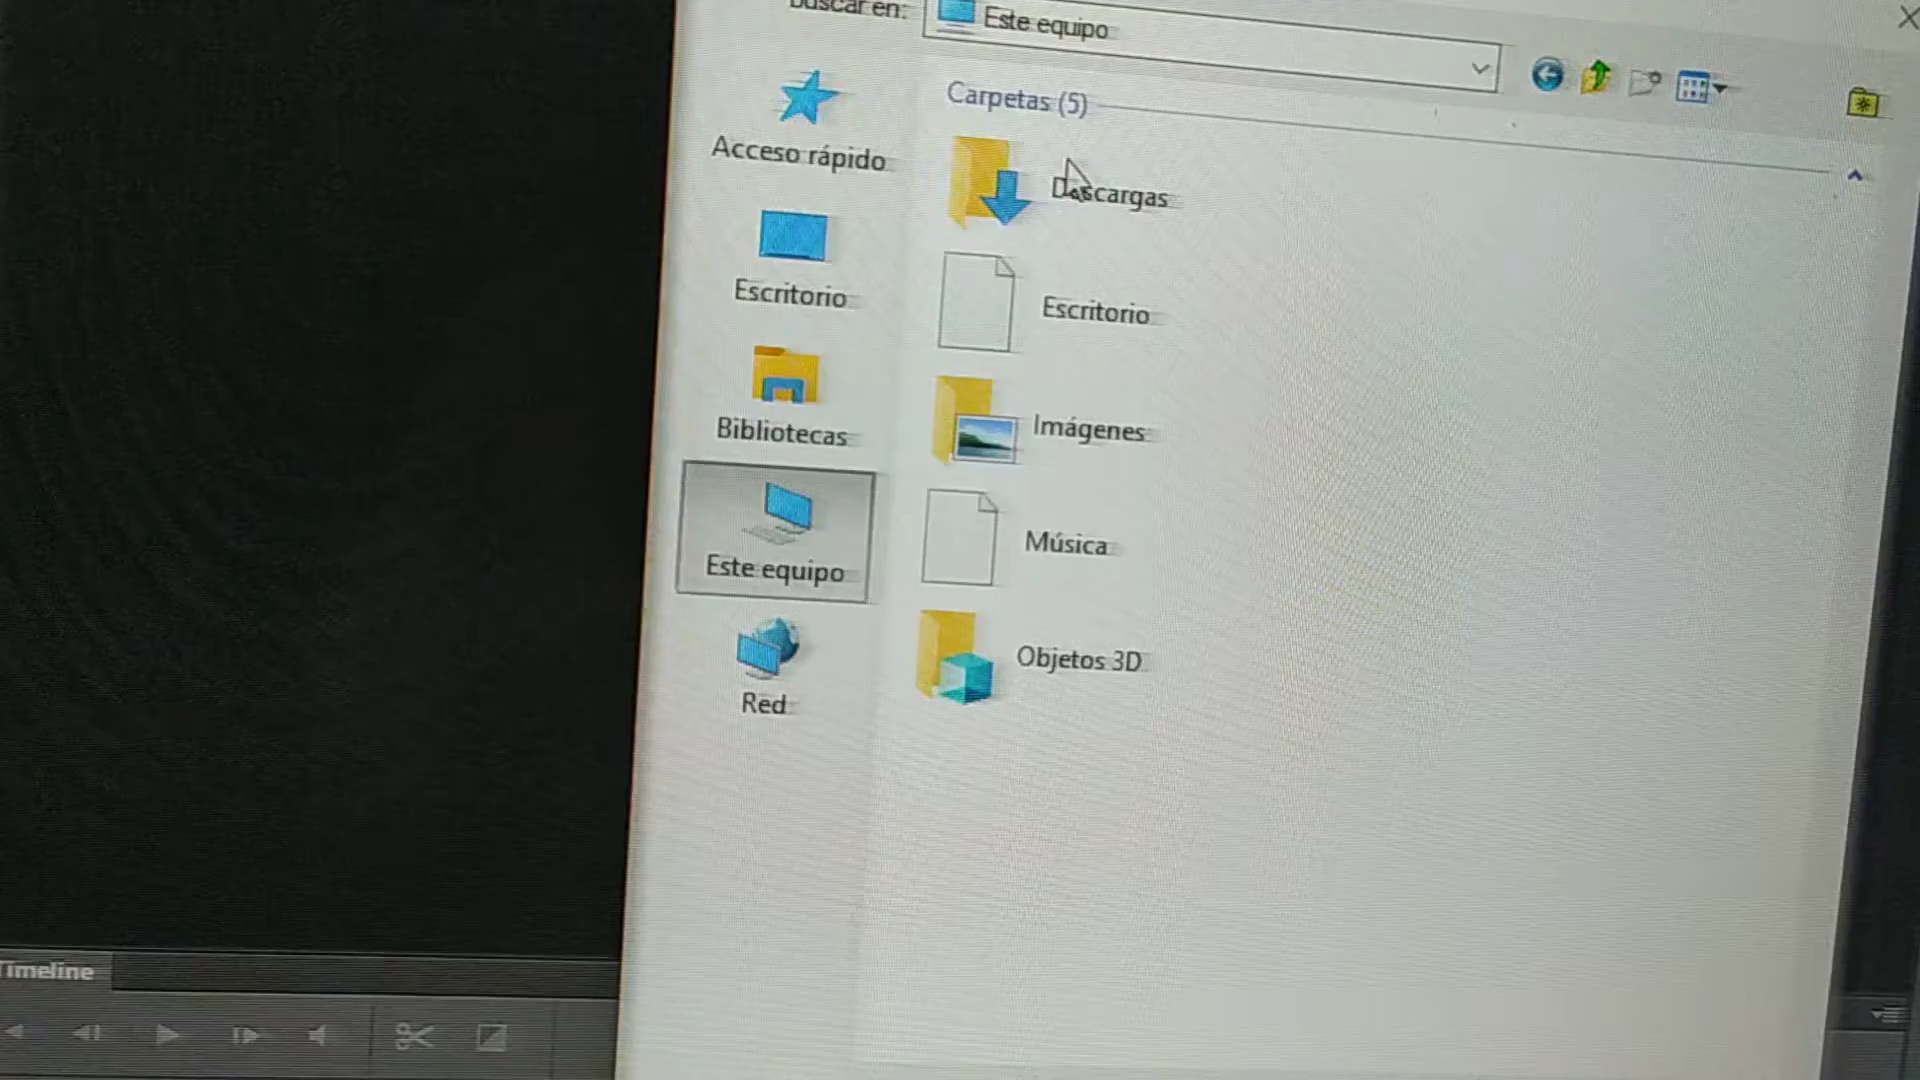 Buscar en:
Este equipo
Carpetas (5)
Acceso rápido
Escritorio
Bibliotecas
Este equipo
Red
Descargas
Escritorio
Imágenes
Música
Objetos 3D
Timeline